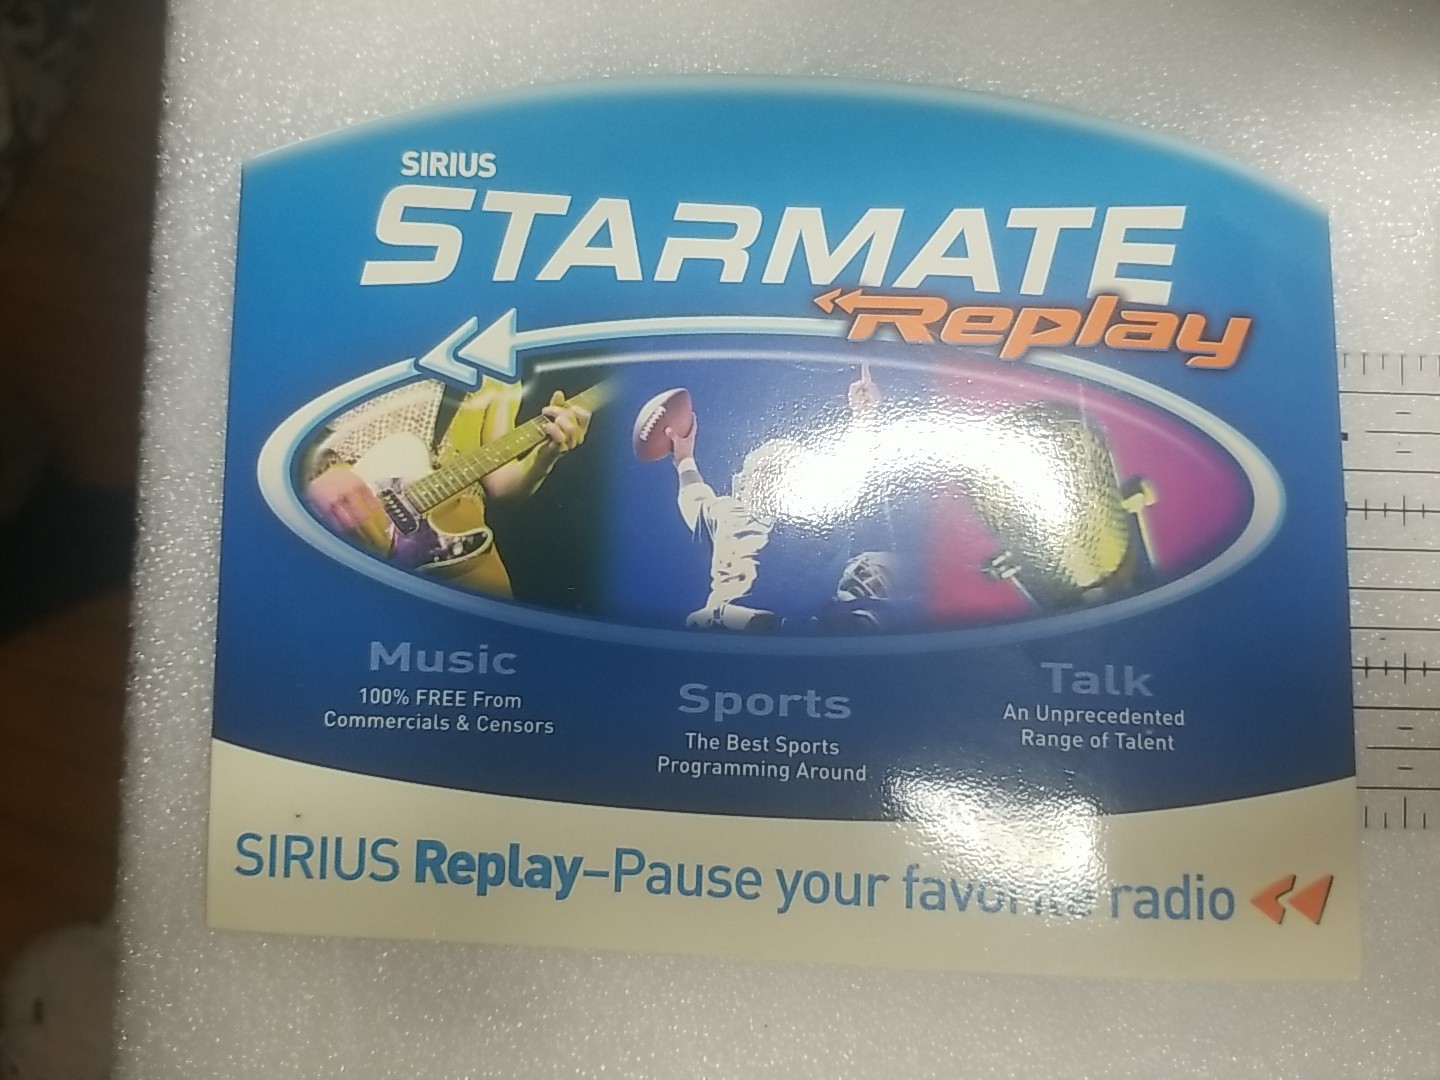 SIRIUS
STARMATE
Replay
Music
100% FREE From
Commercials & Censors
Sports
The Best Sports
Programming Around
Talk
An Unprecedented
Range of Talent
SIRIUS Replay–Pause your favorite radio